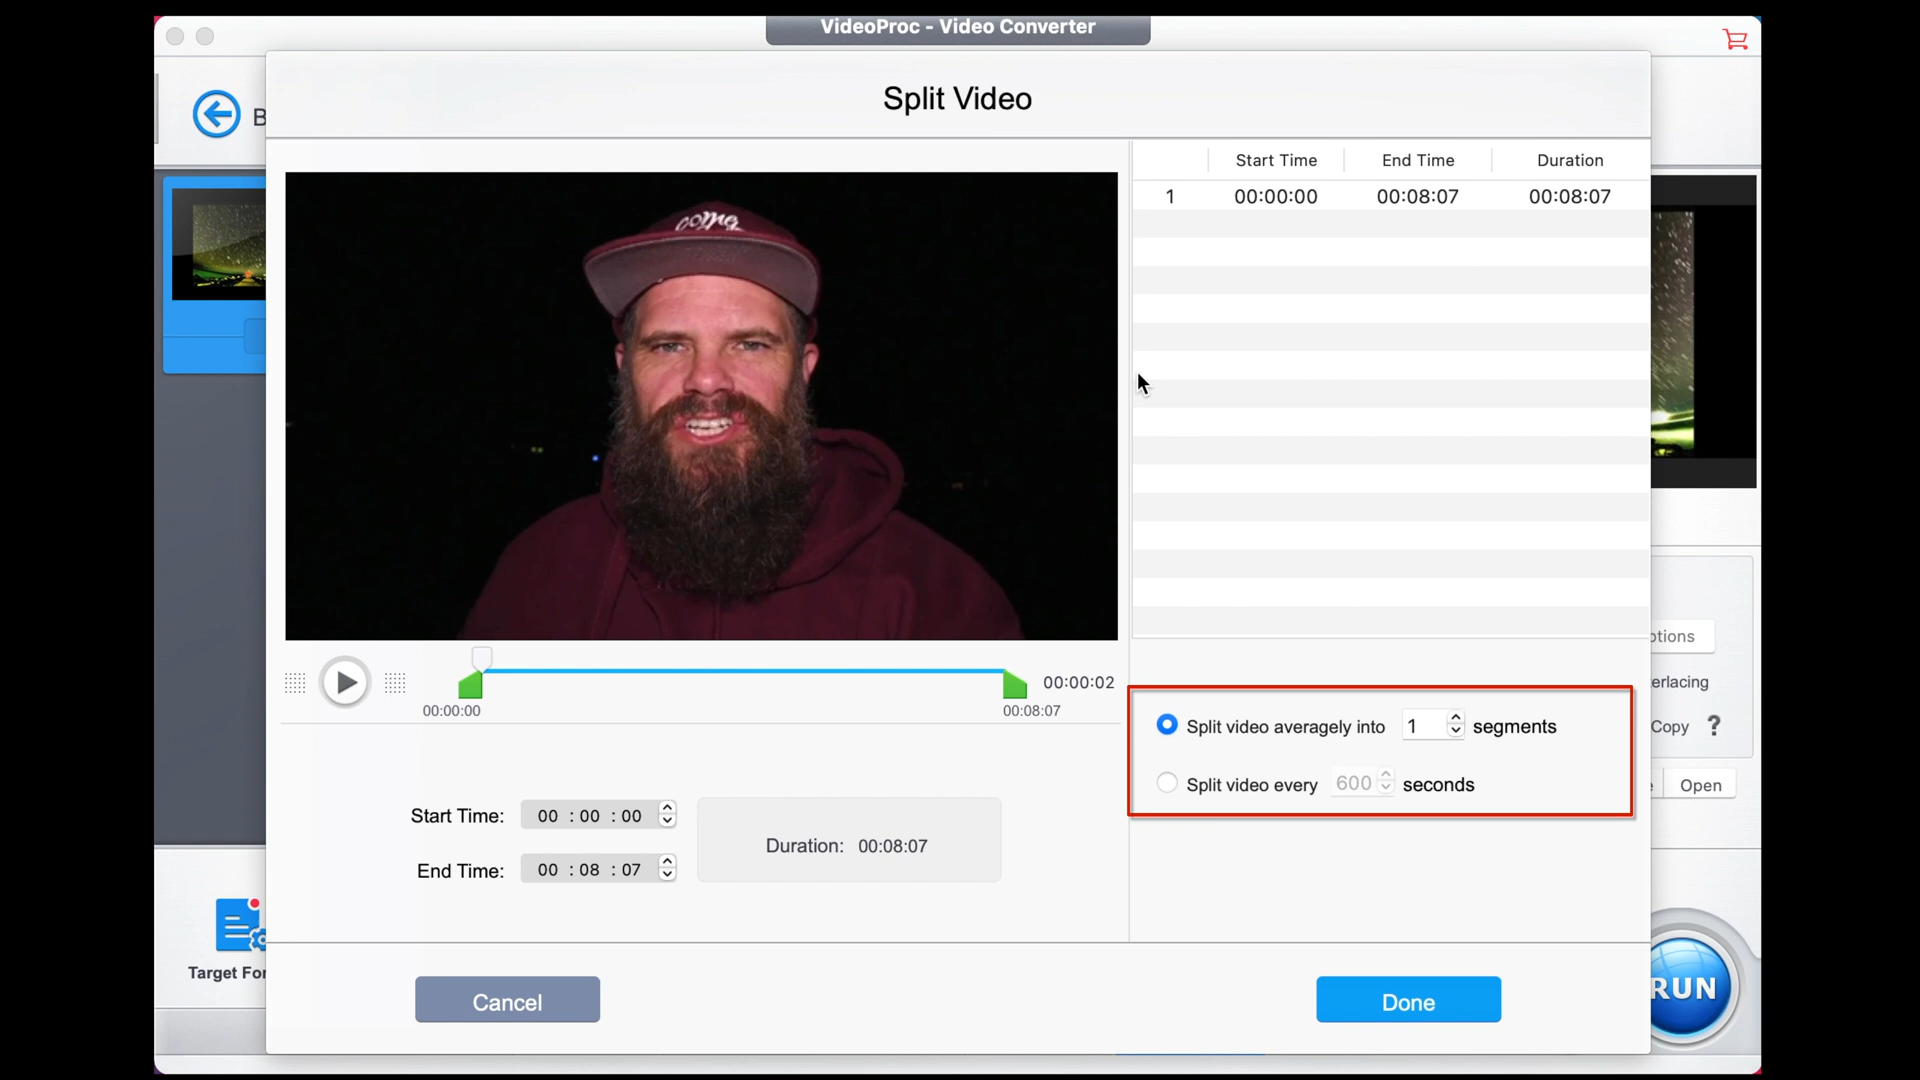 VideoProc - Video Converter
B
Split Video
Start Time End Time Duration
1 00:00:00 00:08:07 00:08:07
come
00:00:02
00:00:00 00:08:07
Split video averagely into 1 segments
Split video every 600 seconds
Start Time: 00 : 00 : 00
End Time: 00 : 08 : 07
Duration: 00:08:07
ptions
erlacing
Copy ?
Open
Target For
Cancel
Done
RUN